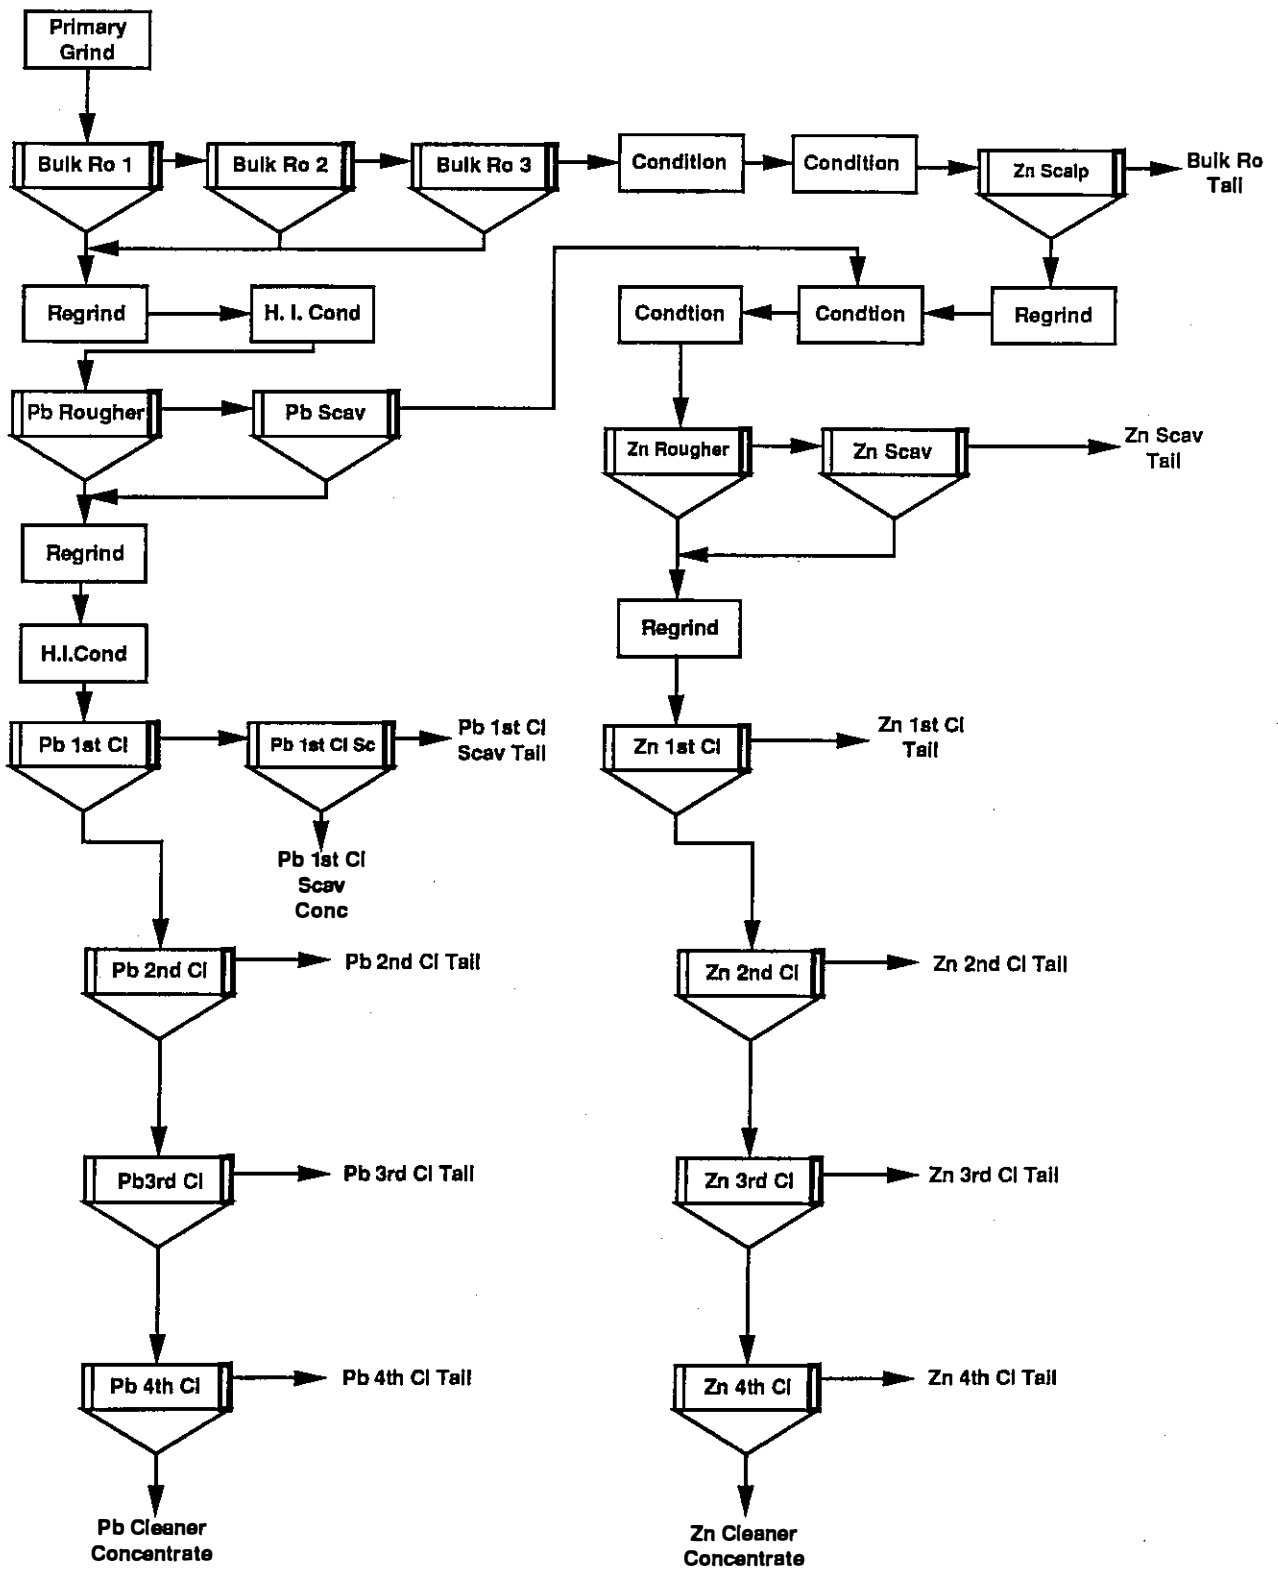 Primary
Grind
Bulk Ro 1
Bulk Ro 2
Bulk Ro 3
Condition
Condition
Zn Scalp
Bulk Ro
Tail
Regrind
H. I. Cond
Condtion
Condtion
Regrind
Pb Rougher
Pb Scav
Zn Rougher
Zn Scav
Zn Scav
Tail
Regrind
Regrind
H.I.Cond
Pb 1st Cl
Pb 1st Cl Sc
Pb 1st Cl
Scav Tail
Zn 1st Cl
Zn 1st Cl
Tail
Pb 1st Cl
Scav
Conc
Pb 2nd Cl
Pb 2nd Cl Tail
Zn 2nd Cl
Zn 2nd Cl Tail
Pb3rd Cl
Pb 3rd Cl Tail
Zn 3rd Cl
Zn 3rd Cl Tail
Pb 4th Cl
Pb 4th Cl Tail
Zn 4th Cl
Zn 4th Cl Tail
Pb Cleaner
Concentrate
Zn Cleaner
Concentrate